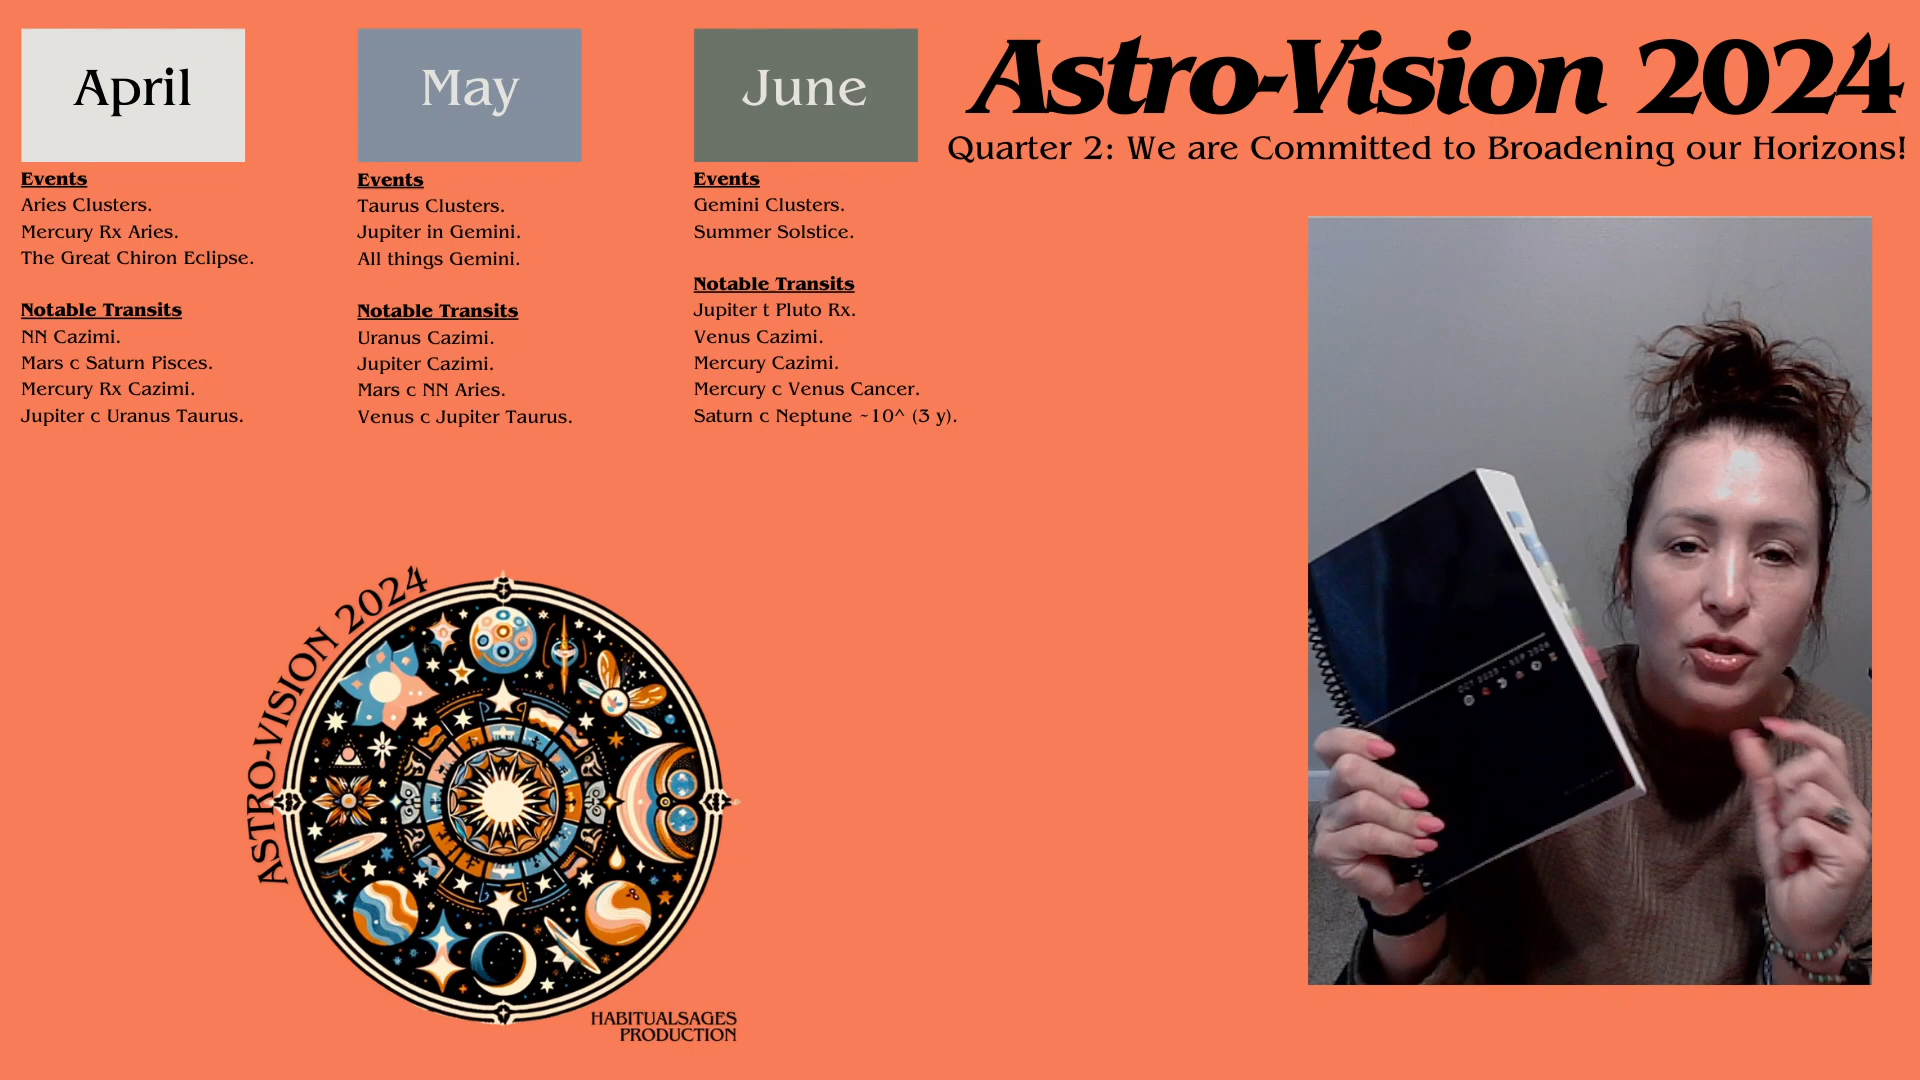 Astro-Vision 2024
Quarter 2: We are Committed to Broadening our Horizons!
April
Events
Aries Clusters.
Mercury Rx Aries.
The Great Chiron Eclipse.
Notable Transits
NN Cazimi.
Mars c Saturn Pisces.
Mercury Rx Cazimi.
Jupiter c Uranus Taurus.
May
Events
Taurus Clusters.
Jupiter in Gemini.
All things Gemini.
Notable Transits
Uranus Cazimi.
Jupiter Cazimi.
Mars c NN Aries.
Venus c Jupiter Taurus.
June
Events
Gemini Clusters.
Summer Solstice.
Notable Transits
Jupiter t Pluto Rx.
Venus Cazimi.
Mercury Cazimi.
Mercury c Venus Cancer.
Saturn c Neptune ~10^ (3 y).
ASTRO-VISION 2024
HABITUALSAGES
PRODUCTION